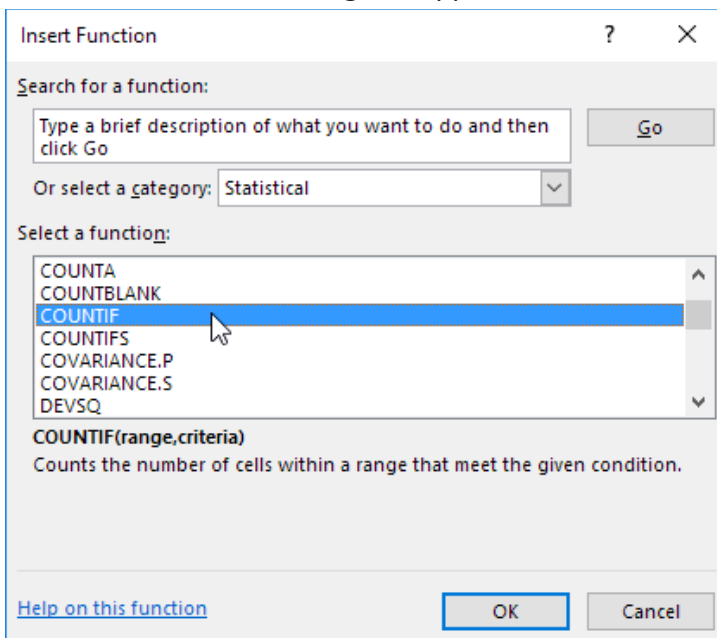 Insert Function ?
Search for a function:
Type a brief description of what you want to do and then
click Go
Go
Or select a category: Statistical
Select a function:
COUNTA
COUNTBLANK
COUNTIF
COUNTIFS
COVARIANCE.P
COVARIANCE.S
DEVSQ
COUNTIF(range,criteria)
Counts the number of cells within a range that meet the given condition.
Help on this function
OK
Cancel